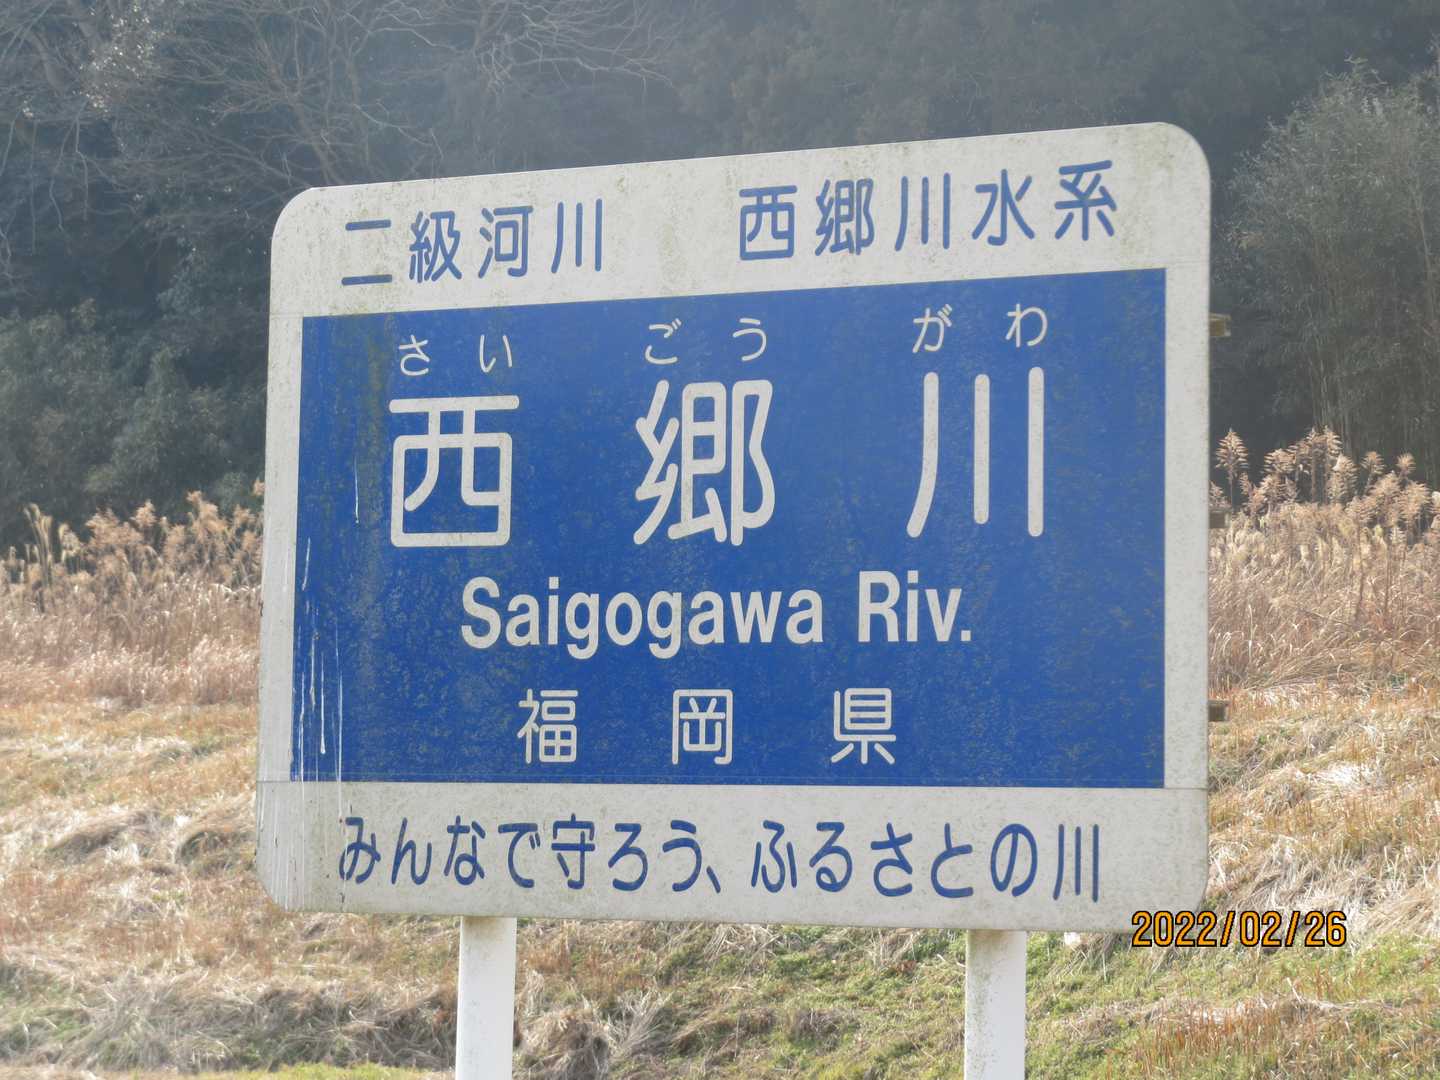 二級河川 西郷川水系
さい ごう がわ
西郷川
Saigogawa Riv.
福岡県
みんなで守ろう、ふるさとの川
2022/02/26